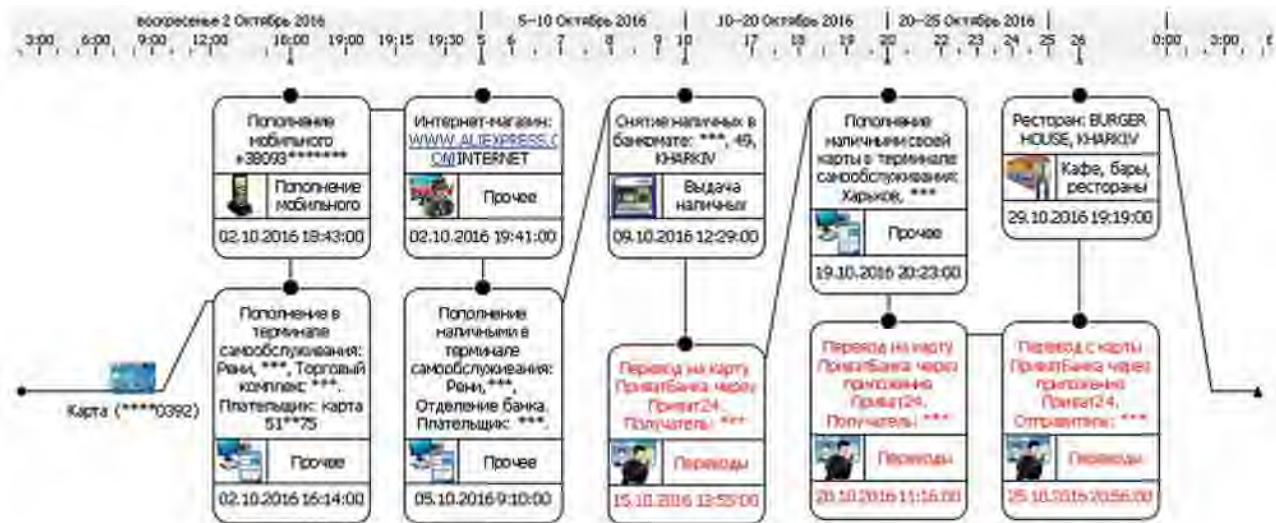 воскресенье 2 Октябрь 2016
5–10 Октябрь 2016
10–20 Октябрь 2016
20–25 Октябрь 2016
3:00 6:00 9:00 12:00 16:00 19:00 19:15 19:30 5 6 7 8 9 10 17 18 19 20 22 23 24 25 26 0:00 3:00 6
Пополнение
мобильного
+38093*******
Пополнение
мобильного
02.10.2016 18:43:00
Интернет-магазин:
WWW.ALIEXPRESS.C
OM|INTERNET
Прочее
02.10.2016 19:41:00
Снятие наличных в
банкомате: ***, 49,
KHARKIV
Выдача
наличных
09.10.2016 12:29:00
Пополнение
наличными своей
карты в терминале
самообслуживания:
Харьков, ***
Прочее
19.10.2016 20:23:00
Ресторан: BURGER
HOUSE, KHARKIV
Кафе, бары,
рестораны
29.10.2016 19:19:00
Карта (****0392)
Пополнение в
терминале
самообслуживания:
Рени, ***, Торговый
комплекс ***.
Плательщик: карта
51**75
Прочее
02.10.2016 16:14:00
Пополнение
наличными в
терминале
самообслуживания:
Рени,***,
Отделение банка.
Плательщик: ***.
Прочее
05.10.2016 9:10:00
Перевод на карту
ПриватБанка через
Приват24.
Получатель: ***
Переводы
15.10.2016 13:55:00
Перевод на карту
ПриватБанка через
приложение
Приват24.
Получатель: ***
Переводы
20.10.2016 11:16:00
Перевод с карты
ПриватБанка через
приложение
Приват24.
Отправитель: ***
Переводы
25.10.2016 20:56:00